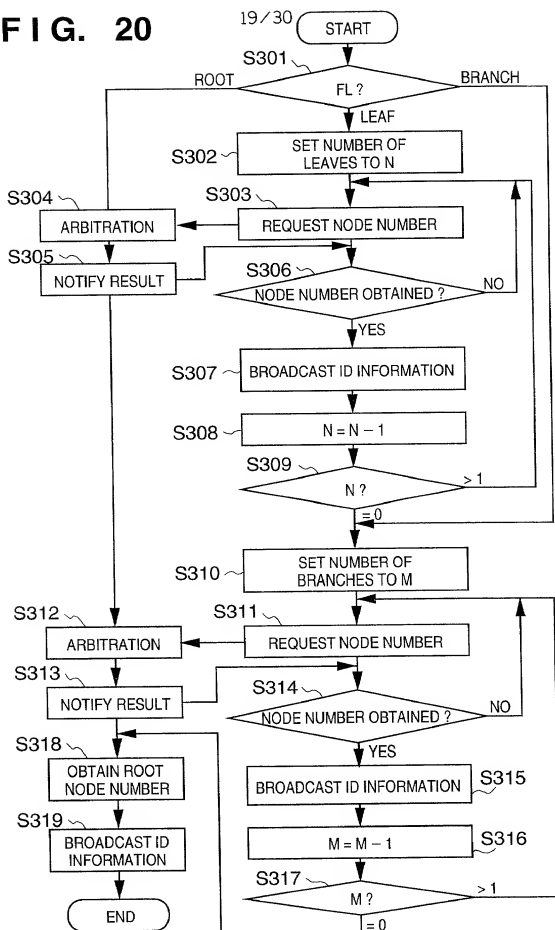 FIG. 20
19/30
START
S301
ROOT
FL ?
BRANCH
LEAF
S302
SET NUMBER OF
LEAVES TO N
S304
S303
ARBITRATION
REQUEST NODE NUMBER
S305
NOTIFY RESULT
S306
NODE NUMBER OBTAINED ?
NO
YES
S307
BROADCAST ID INFORMATION
S308
N = N – 1
S309
N ?
> 1
= 0
S310
SET NUMBER OF
BRANCHES TO M
S312
S311
ARBITRATION
REQUEST NODE NUMBER
S313
NOTIFY RESULT
S314
NODE NUMBER OBTAINED ?
NO
YES
S318
OBTAIN ROOT
NODE NUMBER
BROADCAST ID INFORMATION
S315
S319
BROADCAST ID
INFORMATION
M = M – 1
S316
S317
M ?
> 1
= 0
END